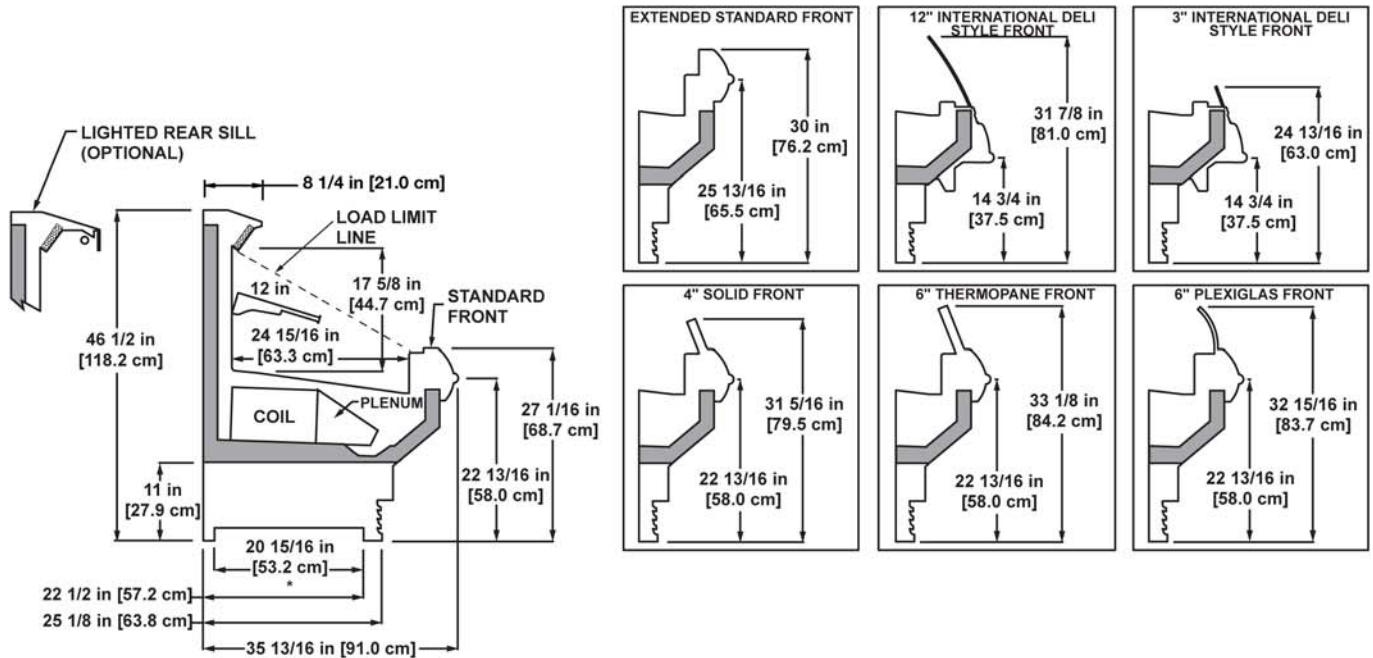 LIGHTED REAR SILL
(OPTIONAL)
8 1/4 in [21.0 cm]
LOAD LIMIT
LINE
12 in
17 5/8 in
[44.7 cm]
STANDARD
FRONT
46 1/2 in
[118.2 cm]
24 15/16 in
[63.3 cm]
COIL
PLENUM
27 1/16 in
[68.7 cm]
22 13/16 in
[58.0 cm]
11 in
[27.9 cm]
20 15/16 in
[53.2 cm]
*
22 1/2 in [57.2 cm]
25 1/8 in [63.8 cm]
35 13/16 in [91.0 cm]
EXTENDED STANDARD FRONT
30 in
[76.2 cm]
25 13/16 in
[65.5 cm]
12" INTERNATIONAL DELI
STYLE FRONT
31 7/8 in
[81.0 cm]
14 3/4 in
[37.5 cm]
3" INTERNATIONAL DELI
STYLE FRONT
24 13/16 in
[63.0 cm]
14 3/4 in
[37.5 cm]
4" SOLID FRONT
31 5/16 in
[79.5 cm]
22 13/16 in
[58.0 cm]
6" THERMOPANE FRONT
33 1/8 in
[84.2 cm]
22 13/16 in
[58.0 cm]
6" PLEXIGLAS FRONT
32 15/16 in
[83.7 cm]
22 13/16 in
[58.0 cm]